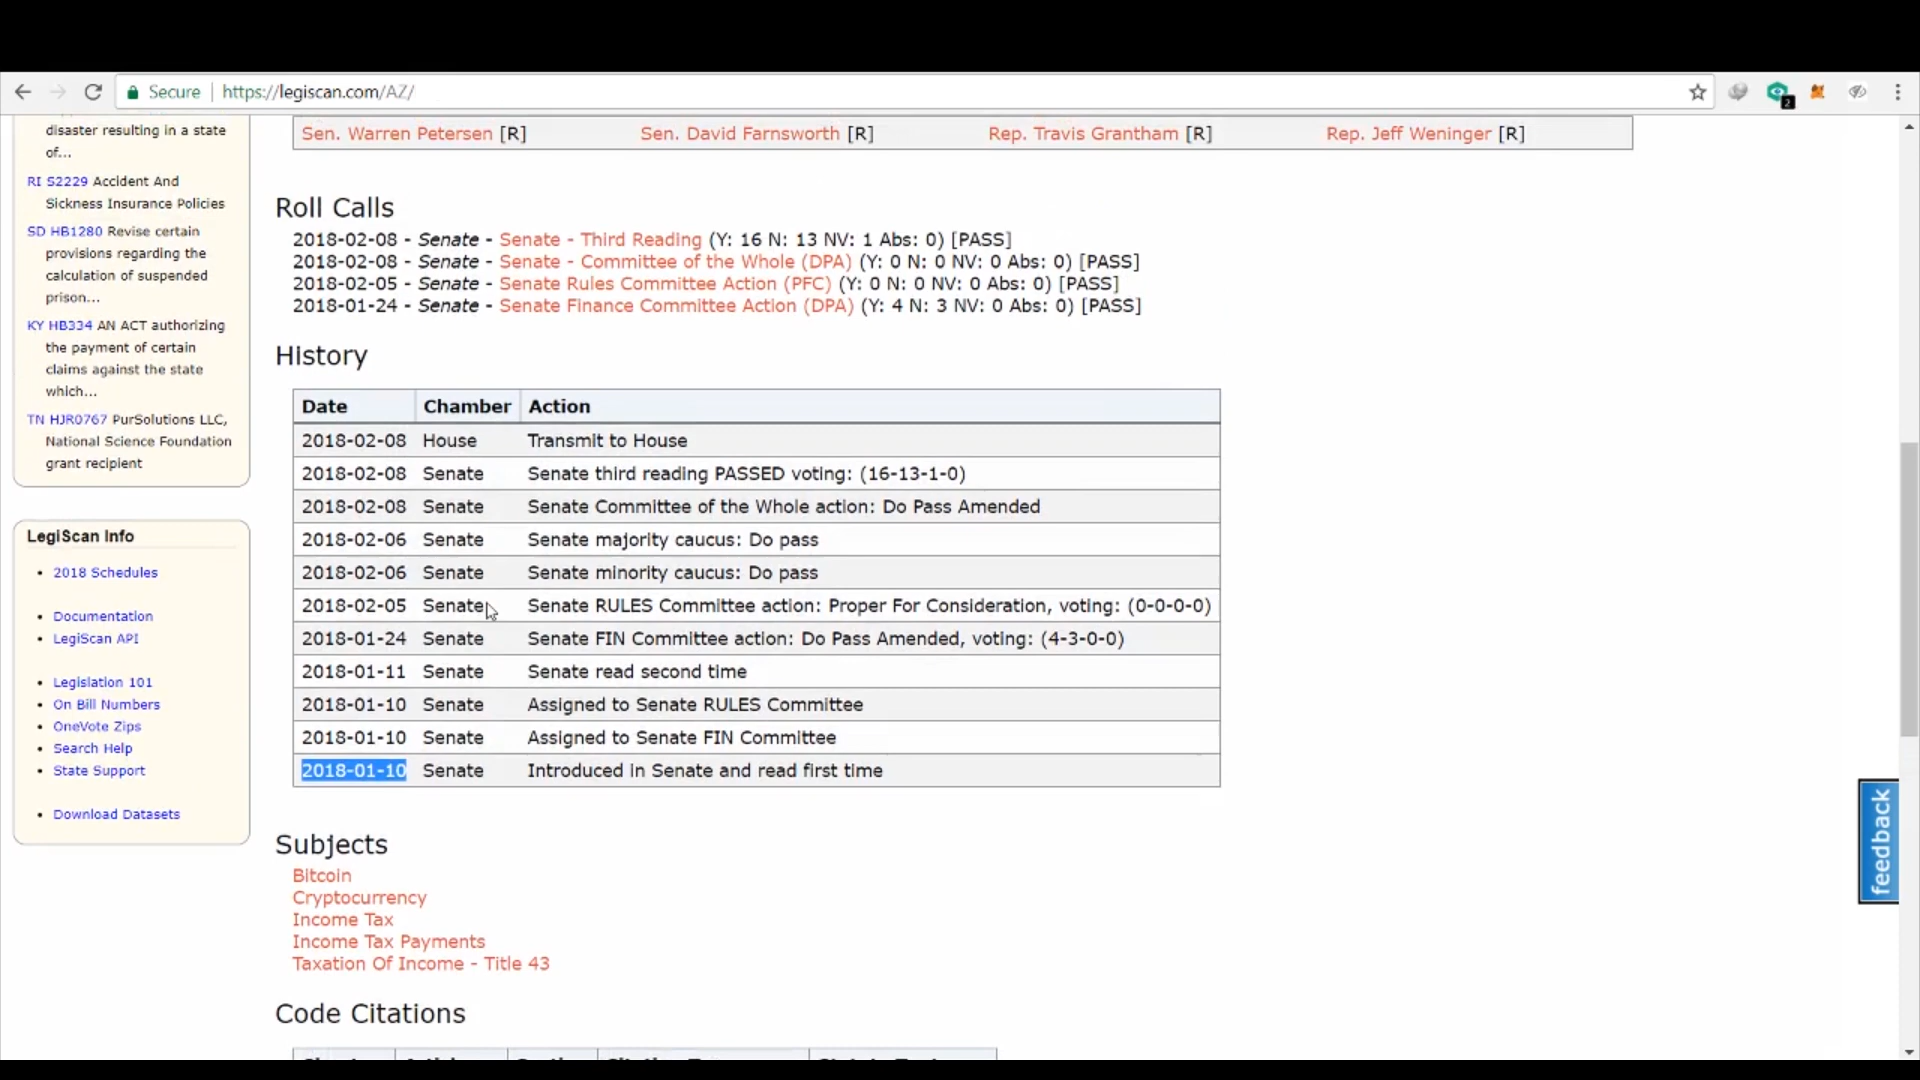 Secure https://legiscan.com/AZ/
2
disaster resulting in a state
of...
RI S2229 Accident And
Sickness Insurance Policies
SD HB1280 Revise certain
provisions regarding the
calculation of suspended
prison...
KY HB334 AN ACT authorizing
the payment of certain
claims against the state
which...
TN HJR0767 PurSolutions LLC,
National Science Foundation
grant recipient
LegiScan Info
• 2018 Schedules
• Documentation
• LegiScan API
• Legislation 101
• On Bill Numbers
• OneVote Zips
• Search Help
• State Support
• Download Datasets
Sen. Warren Petersen [R] Sen. David Farnsworth [R] Rep. Travis Grantham [R] Rep. Jeff Weninger [R]
Roll Calls
2018-02-08 - Senate - Senate - Third Reading (Y: 16 N: 13 NV: 1 Abs: 0) [PASS]
2018-02-08 - Senate - Senate - Committee of the Whole (DPA) (Y: 0 N: 0 NV: 0 Abs: 0) [PASS]
2018-02-05 - Senate - Senate Rules Committee Action (PFC) (Y: 0 N: 0 NV: 0 Abs: 0) [PASS]
2018-01-24 - Senate - Senate Finance Committee Action (DPA) (Y: 4 N: 3 NV: 0 Abs: 0) [PASS]
History
Date Chamber Action
2018-02-08 House Transmit to House
2018-02-08 Senate Senate third reading PASSED voting: (16-13-1-0)
2018-02-08 Senate Senate Committee of the Whole action: Do Pass Amended
2018-02-06 Senate Senate majority caucus: Do pass
2018-02-06 Senate Senate minority caucus: Do pass
2018-02-05 Senate Senate RULES Committee action: Proper For Consideration, voting: (0-0-0-0)
2018-01-24 Senate Senate FIN Committee action: Do Pass Amended, voting: (4-3-0-0)
2018-01-11 Senate Senate read second time
2018-01-10 Senate Assigned to Senate RULES Committee
2018-01-10 Senate Assigned to Senate FIN Committee
2018-01-10 Senate Introduced in Senate and read first time
Subjects
Bitcoin
Cryptocurrency
Income Tax
Income Tax Payments
Taxation Of Income - Title 43
Code Citations
feedback